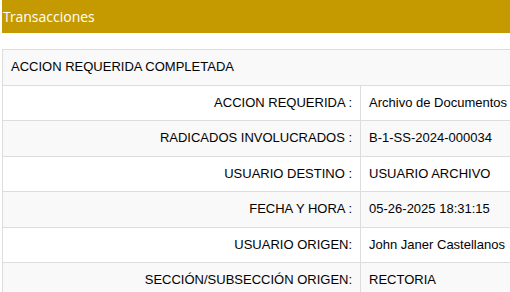 Transacciones
ACCION REQUERIDA COMPLETADA
ACCION REQUERIDA : Archivo de Documentos
RADICADOS INVOLUCRADOS : B-1-SS-2024-000034
USUARIO DESTINO : USUARIO ARCHIVO
FECHA Y HORA : 05-26-2025 18:31:15
USUARIO ORIGEN: John Janer Castellanos
SECCIÓN/SUBSECCIÓN ORIGEN: RECTORIA